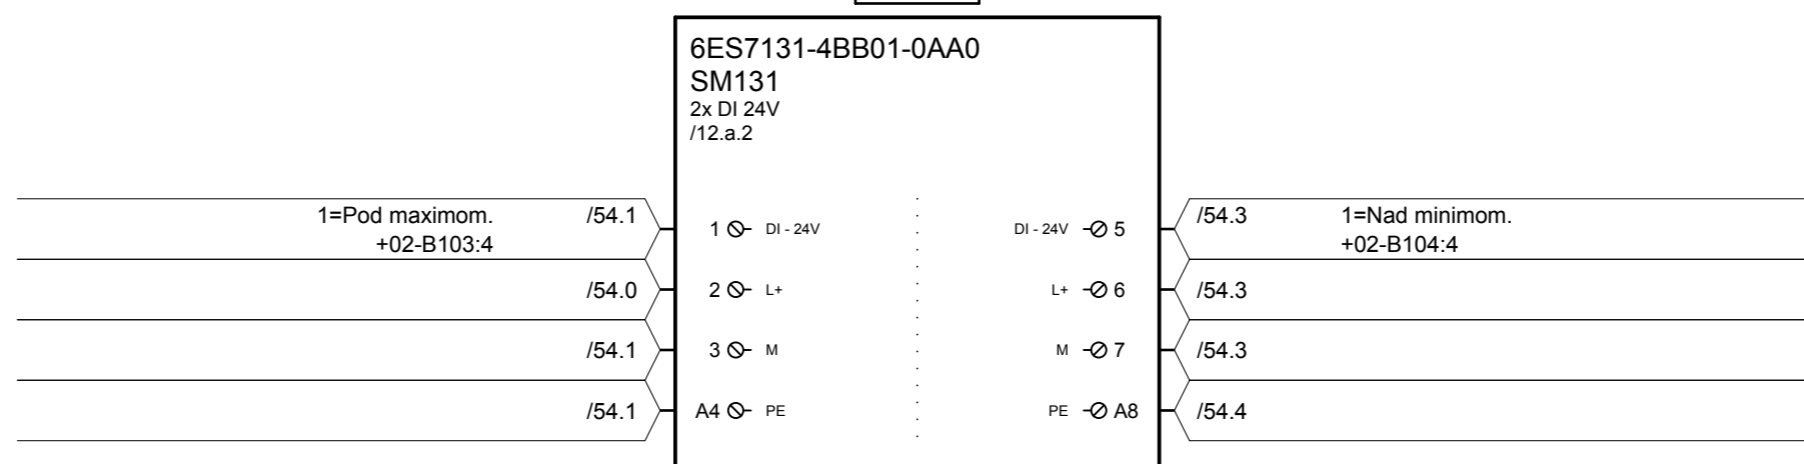 6ES7131-4BB01-0AA0
SM131
2x DI 24V
/12.a.2
1=Pod maximom. /54.1 1 DI - 24V DI - 24V 5 /54.3 1=Nad minimom.
+02-B103:4 +02-B104:4
/54.0 2 L+ L+ 6 /54.3
/54.1 3 M M 7 /54.3
/54.1 A4 PE PE A8 /54.4